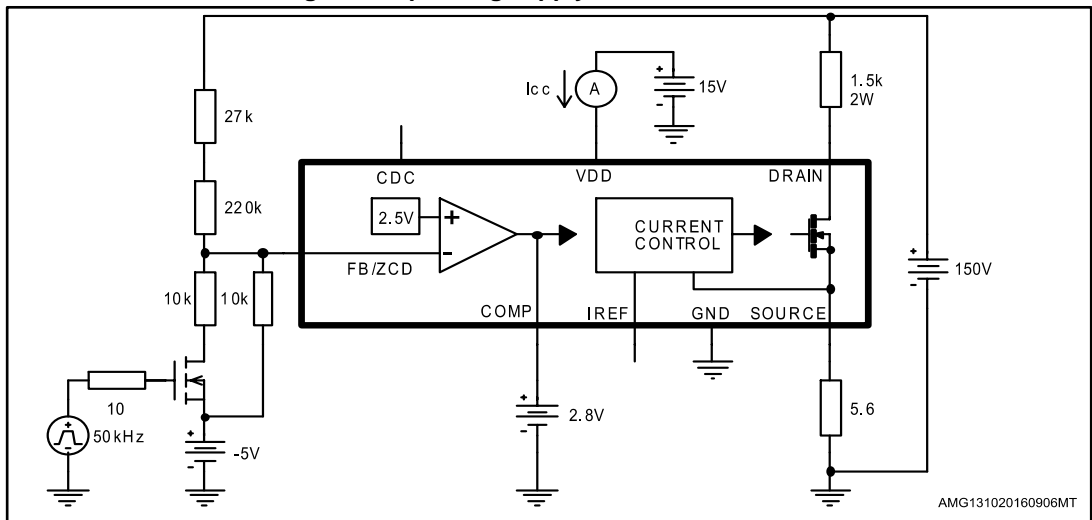 27k
Icc
A
15V
1.5k
2W
CDC
VDD
DRAIN
220k
2.5V
+
-
CURRENT
CONTROL
FB/ZCD
150V
10k
10k
COMP
IREF
GND
SOURCE
10
50kHz
-5V
2.8V
5.6
AMG131020160906MT